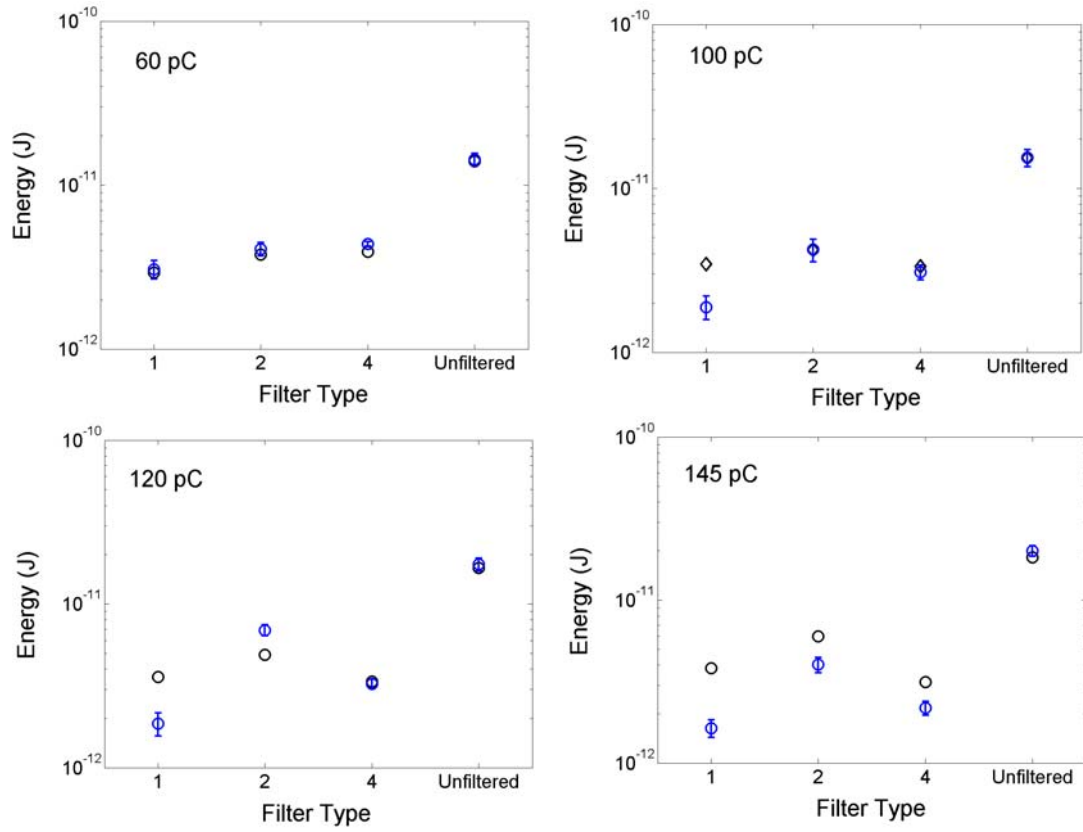 10^-10
60 pC
Energy (J)
10^-11
10^-12
1 2 4 Unfiltered
Filter Type
10^-10
100 pC
Energy (J)
10^-11
10^-12
1 2 4 Unfiltered
Filter Type
10^-10
120 pC
Energy (J)
10^-11
10^-12
1 2 4 Unfiltered
Filter Type
10^-10
145 pC
Energy (J)
10^-11
10^-12
1 2 4 Unfiltered
Filter Type